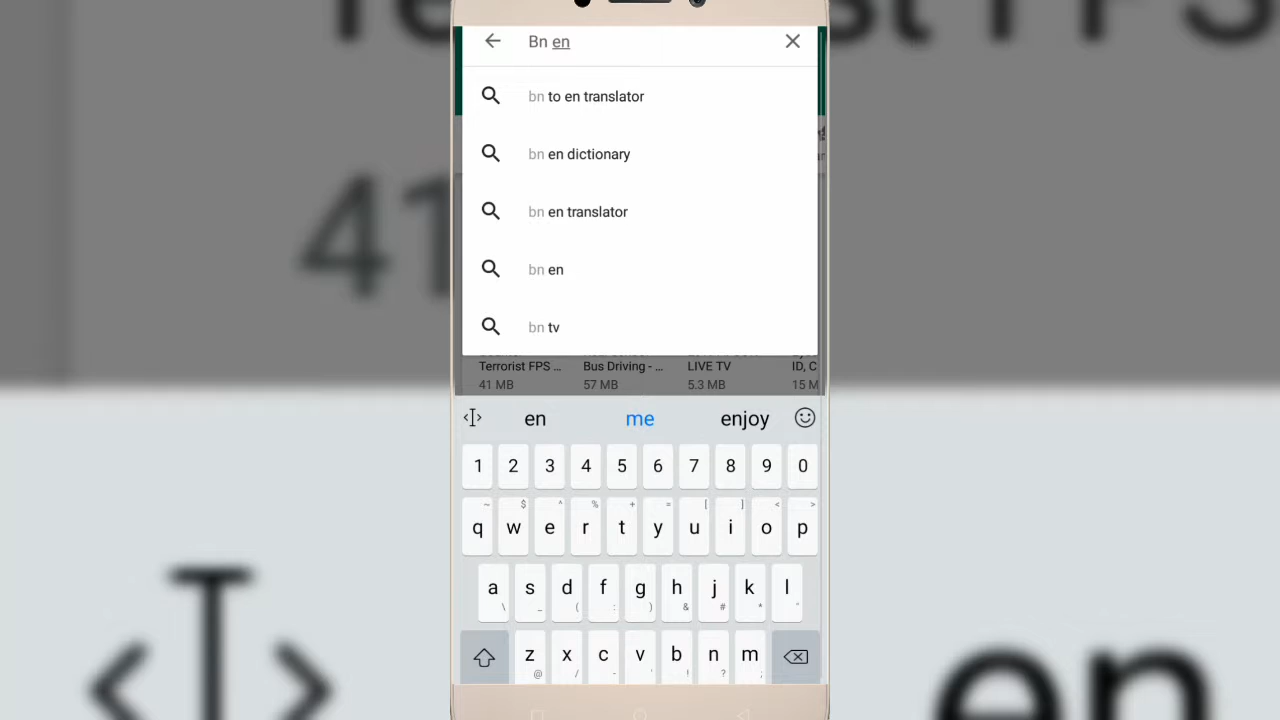 Bn en
bn to en translator
bn en dictionary
bn en translator
bn en
bn tv
Terrorist FPS ... Bus Driving - ... LIVE TV ID, C
41 MB 57 MB 5.3 MB 15 M
en me enjoy
1 2 3 4 5 6 7 8 9 0
q w e r t y u i o p
a s d f g h j k l
z x c v b n m